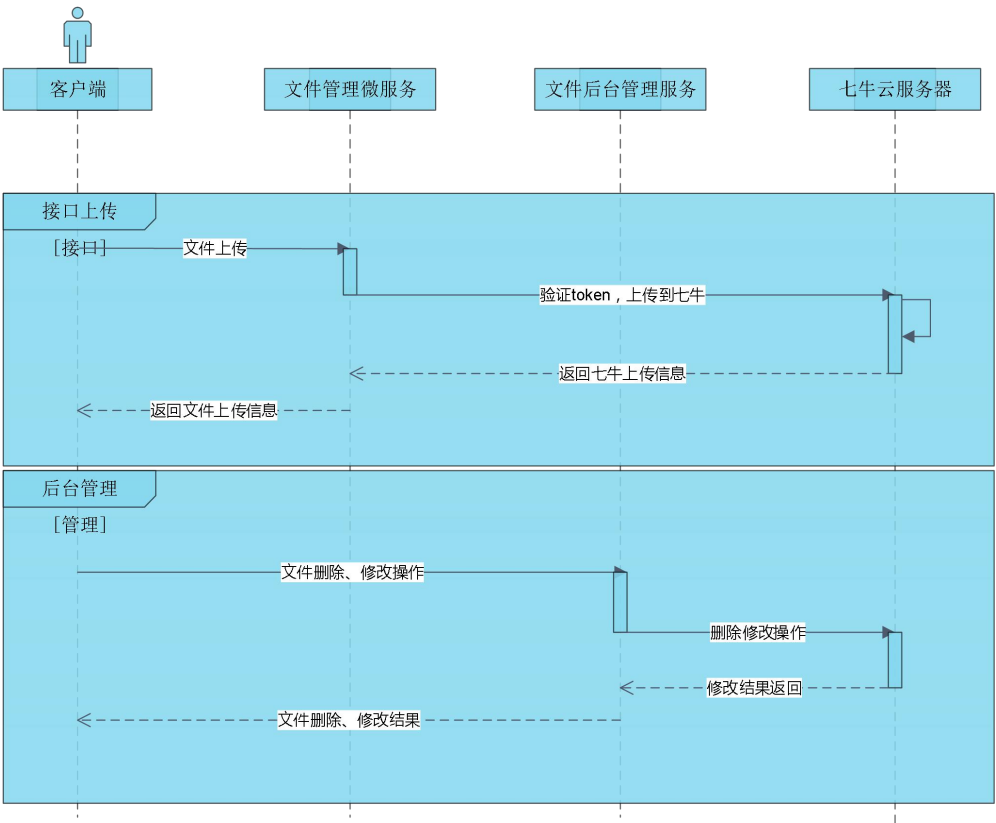 客户端
文件管理微服务
文件后台管理服务
七牛云服务器
接口上传
[接口]
文件上传
验证token，上传到七牛
返回七牛上传信息
返回文件上传信息
后台管理
[管理]
文件删除、修改操作
删除修改操作
修改结果返回
文件删除、修改结果